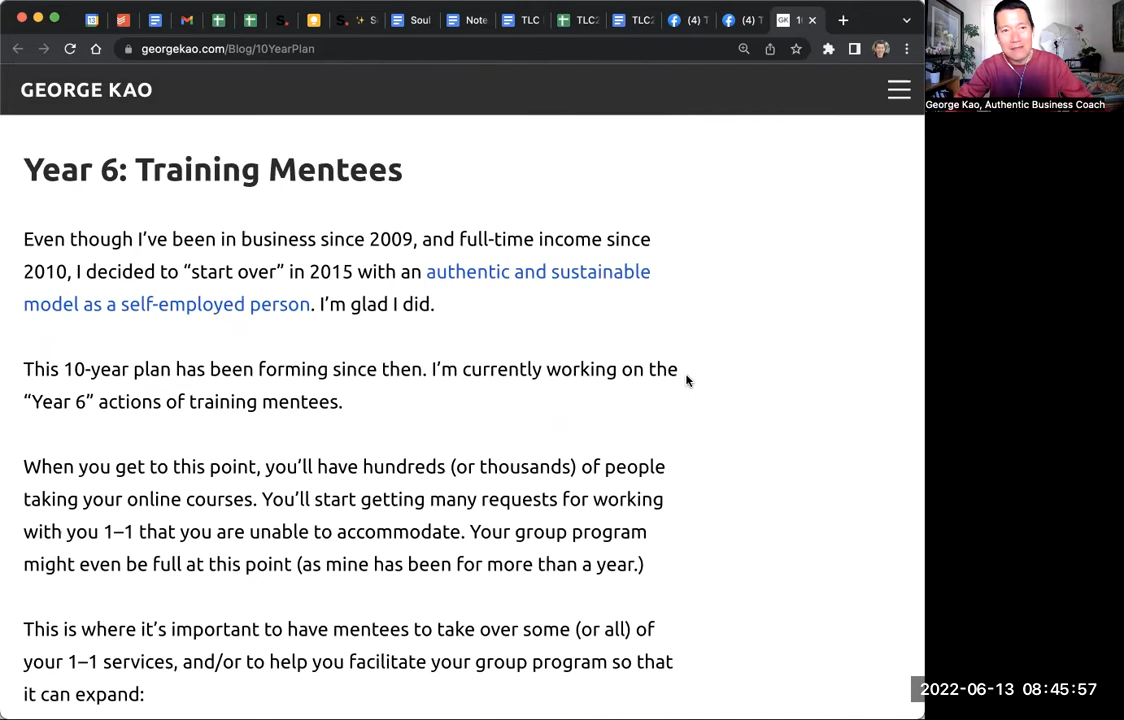 Soul
Note
TLC
TLC:
TLC:
(4) T
(4) T
GK
georgekao.com/Blog/10YearPlan
GEORGE KAO
George Kao, Authentic Business Coach
Year 6: Training Mentees
Even though I’ve been in business since 2009, and full-time income since
2010, I decided to “start over” in 2015 with an authentic and sustainable
model as a self-employed person. I’m glad I did.
This 10-year plan has been forming since then. I’m currently working on the
“Year 6” actions of training mentees.
When you get to this point, you’ll have hundreds (or thousands) of people
taking your online courses. You’ll start getting many requests for working
with you 1–1 that you are unable to accommodate. Your group program
might even be full at this point (as mine has been for more than a year.)
This is where it’s important to have mentees to take over some (or all) of
your 1–1 services, and/or to help you facilitate your group program so that
it can expand:
2022-06-13 08:45:57